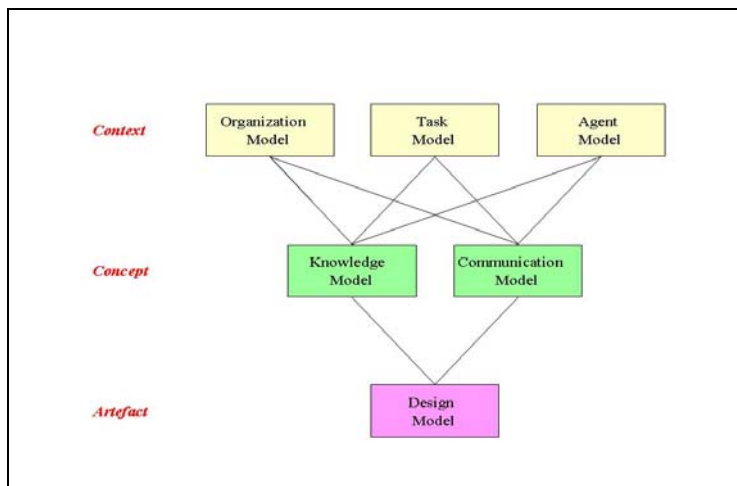 Context
Organization
Model
Task
Model
Agent
Model
Concept
Knowledge
Model
Communication
Model
Artefact
Design
Model